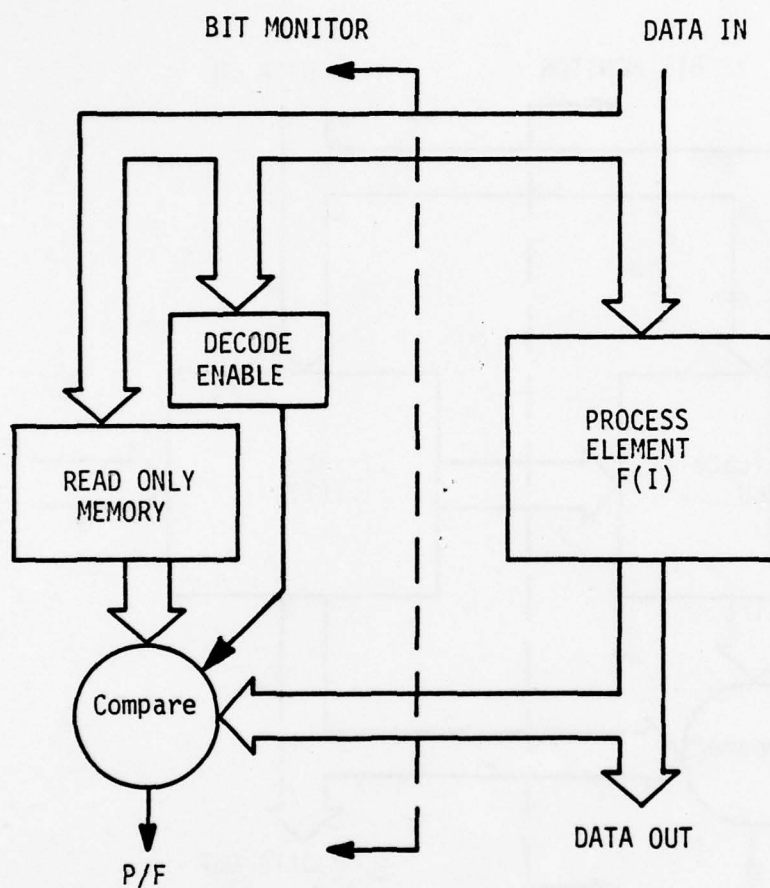 BIT MONITOR
DATA IN
DECODE
ENABLE
READ ONLY
MEMORY
PROCESS
ELEMENT
F(I)
Compare
P/F
DATA OUT